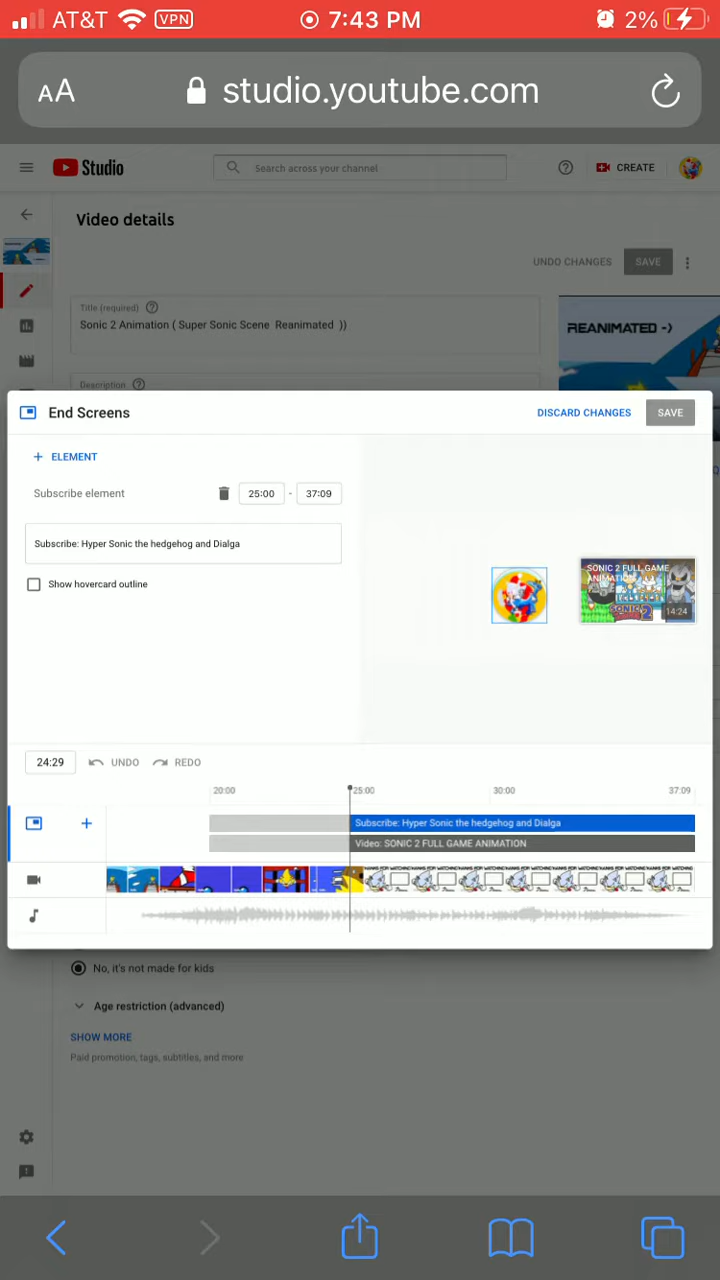 AT&T VPN 7:43 PM 2%
AA studio.youtube.com
Studio Search across your channel CREATE
Video details
UNDO CHANGES SAVE
Title (required)
Sonic 2 Animation ( Super Sonic Scene Reanimated ))
REANIMATED ->
Description
End Screens DISCARD CHANGES SAVE
+ ELEMENT
Subscribe element 25:00 - 37:09
Subscribe: Hyper Sonic the hedgehog and Dialga
Show hovercard outline
SONIC 2 FULL GAME
ANIMATION
SONIC
2
14:24
24:29 UNDO REDO
20:00 25:00 30:00 37:09
Subscribe: Hyper Sonic the hedgehog and Dialga
Video: SONIC 2 FULL GAME ANIMATION
No, it's not made for kids
Age restriction (advanced)
SHOW MORE
Paid promotion, tags, subtitles, and more